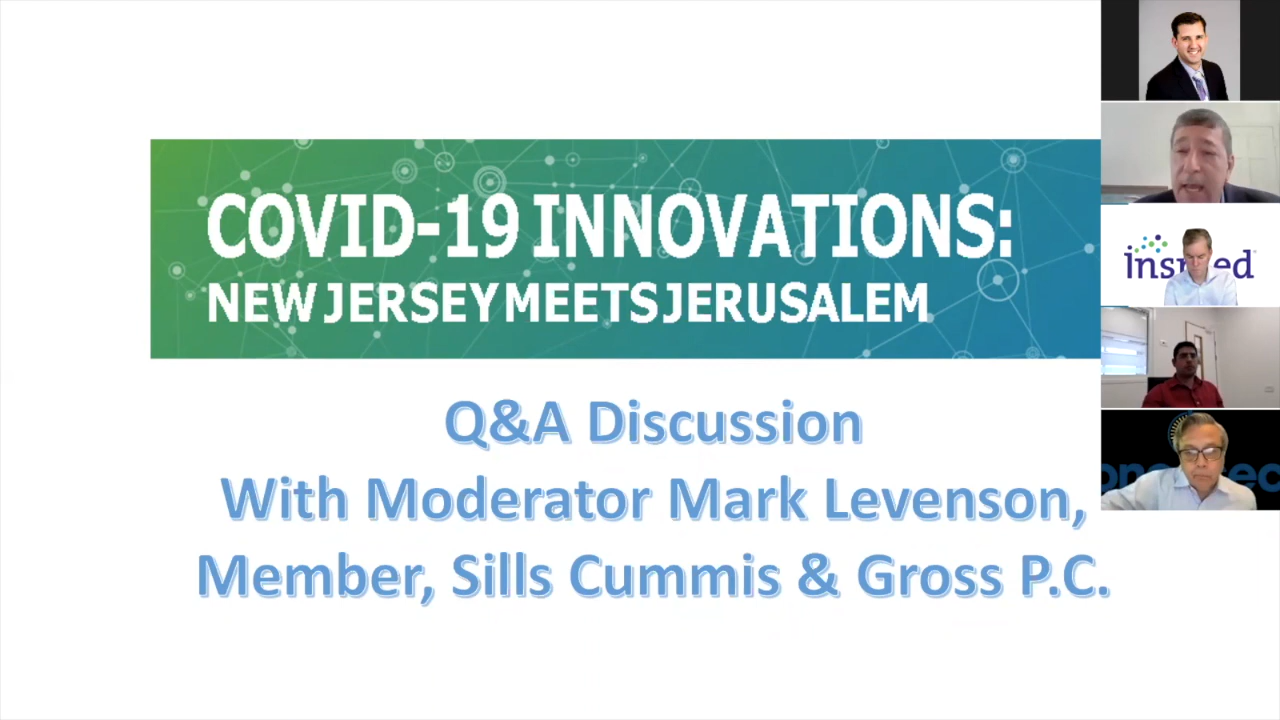 COVID-19 INNOVATIONS:
NEW JERSEY MEETS JERUSALEM
Q&A Discussion
With Moderator Mark Levenson,
Member, Sills Cummis & Gross P.C.